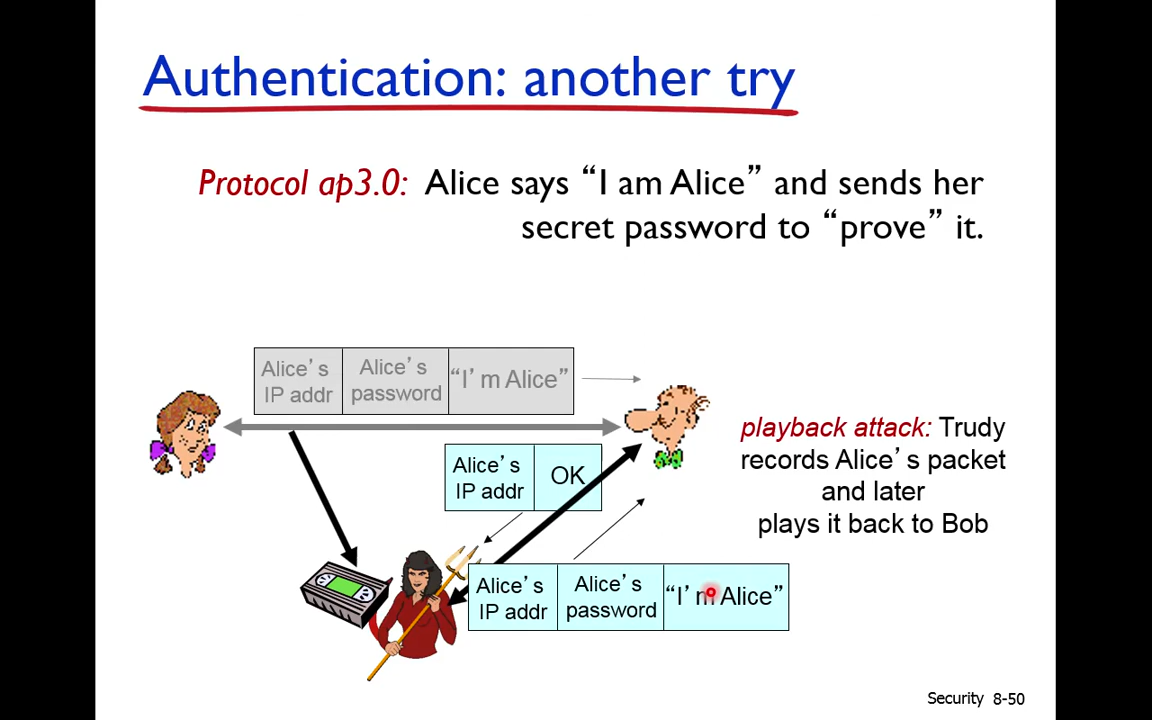 Authentication: another try
Protocol ap3.0: Alice says “I am Alice” and sends her
secret password to “prove” it.
Alice’s
IP addr
Alice’s
password
“I’m Alice”
Alice’s
IP addr
OK
playback attack: Trudy
records Alice’s packet
and later
plays it back to Bob
Alice’s
IP addr
Alice’s
password
“I’m Alice”
Security 8-50